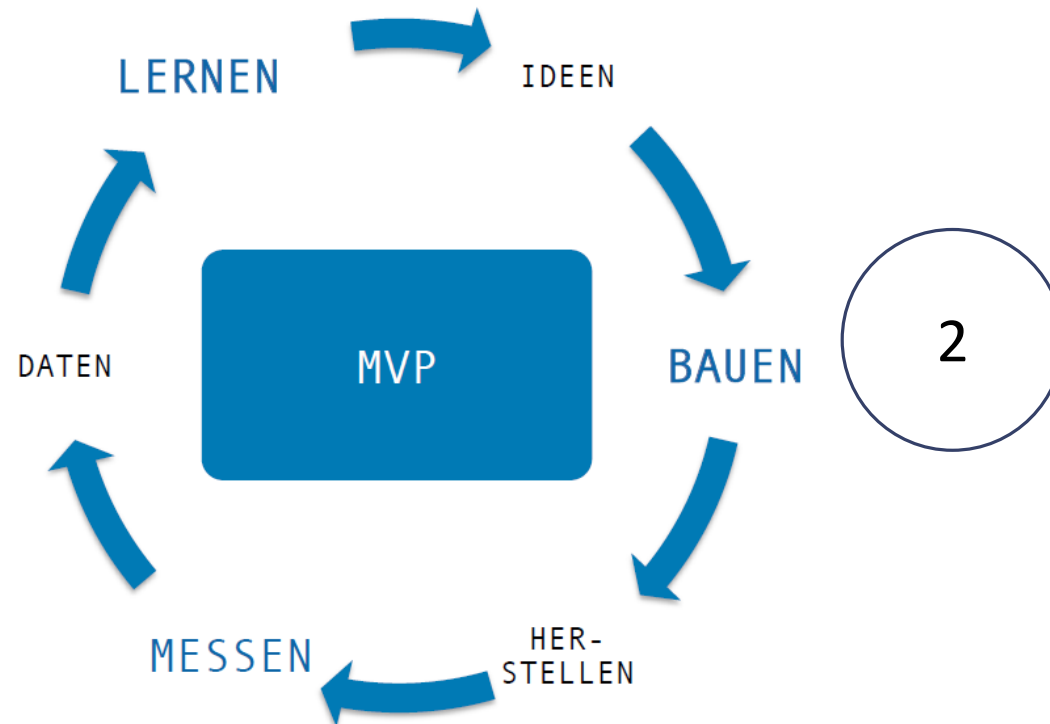 LERNEN
IDEEN
DATEN
MVP
BAUEN
2
MESSEN
HER-
STELLEN